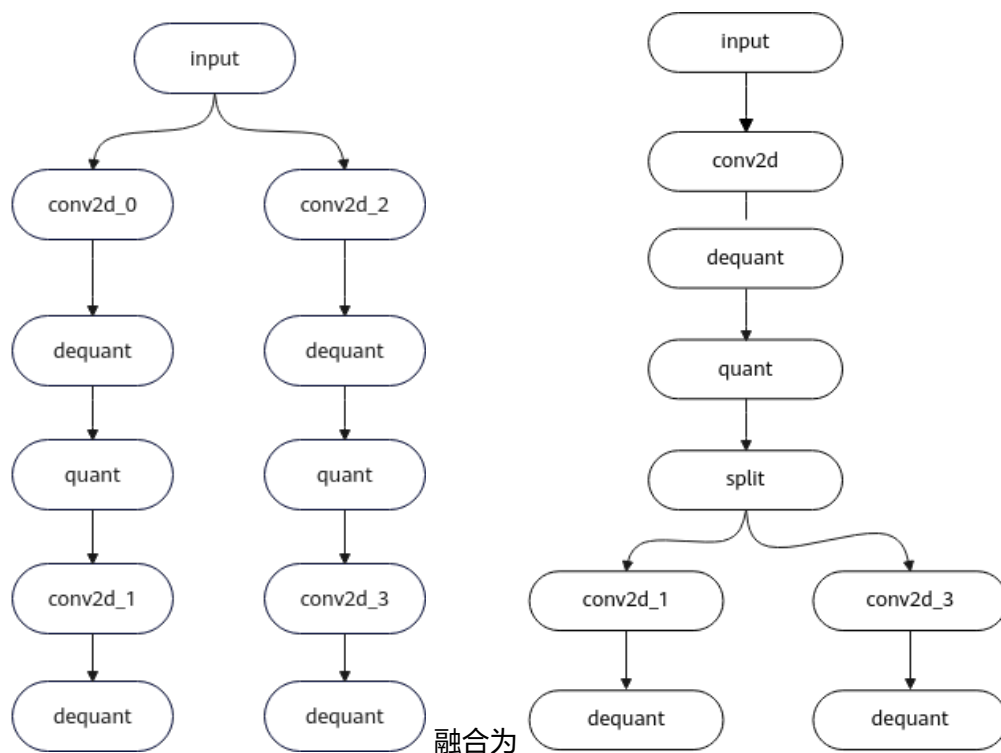 input
conv2d_0
conv2d_2
dequant
dequant
quant
quant
conv2d_1
conv2d_3
dequant
dequant
融合为
input
conv2d
dequant
quant
split
conv2d_1
conv2d_3
dequant
dequant